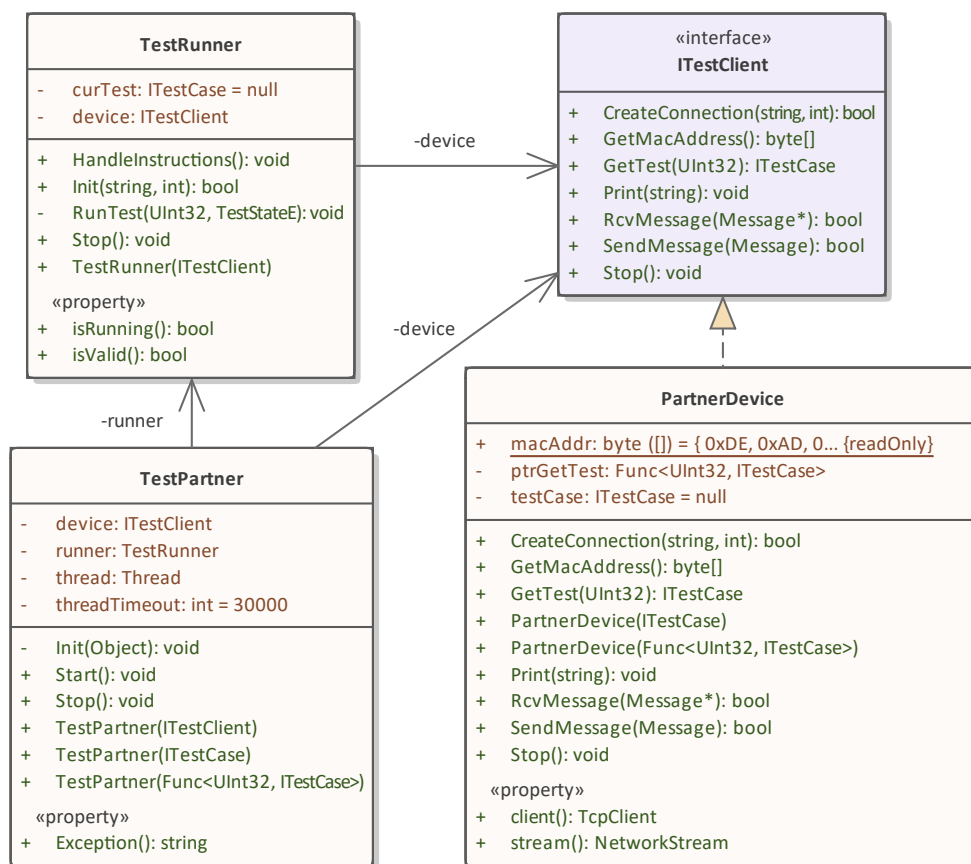 TestRunner
- curTest: ITestCase = null
- device: ITestClient
+ HandleInstructions(): void
+ Init(string, int): bool
- RunTest(UInt32, TestStateE): void
+ Stop(): void
+ TestRunner(ITestClient)
«property»
+ isRunning(): bool
+ isValid(): bool
-device
«interface»
ITestClient
+ CreateConnection(string, int): bool
+ GetMacAddress(): byte[]
+ GetTest(UInt32): ITestCase
+ Print(string): void
+ RcvMessage(Message*): bool
+ SendMessage(Message): bool
+ Stop(): void
-device
-runner
TestPartner
- device: ITestClient
- runner: TestRunner
- thread: Thread
- threadTimeout: int = 30000
- Init(Object): void
+ Start(): void
+ Stop(): void
+ TestPartner(ITestClient)
+ TestPartner(ITestCase)
+ TestPartner(Func<UInt32, ITestCase>)
«property»
+ Exception(): string
PartnerDevice
+ macAddr: byte ([]) = { 0xDE, 0xAD, 0... {readOnly}
- ptrGetTest: Func<UInt32, ITestCase>
- testCase: ITestCase = null
+ CreateConnection(string, int): bool
+ GetMacAddress(): byte[]
+ GetTest(UInt32): ITestCase
+ PartnerDevice(ITestCase)
+ PartnerDevice(Func<UInt32, ITestCase>)
+ Print(string): void
+ RcvMessage(Message*): bool
+ SendMessage(Message): bool
+ Stop(): void
«property»
+ client(): TcpClient
+ stream(): NetworkStream